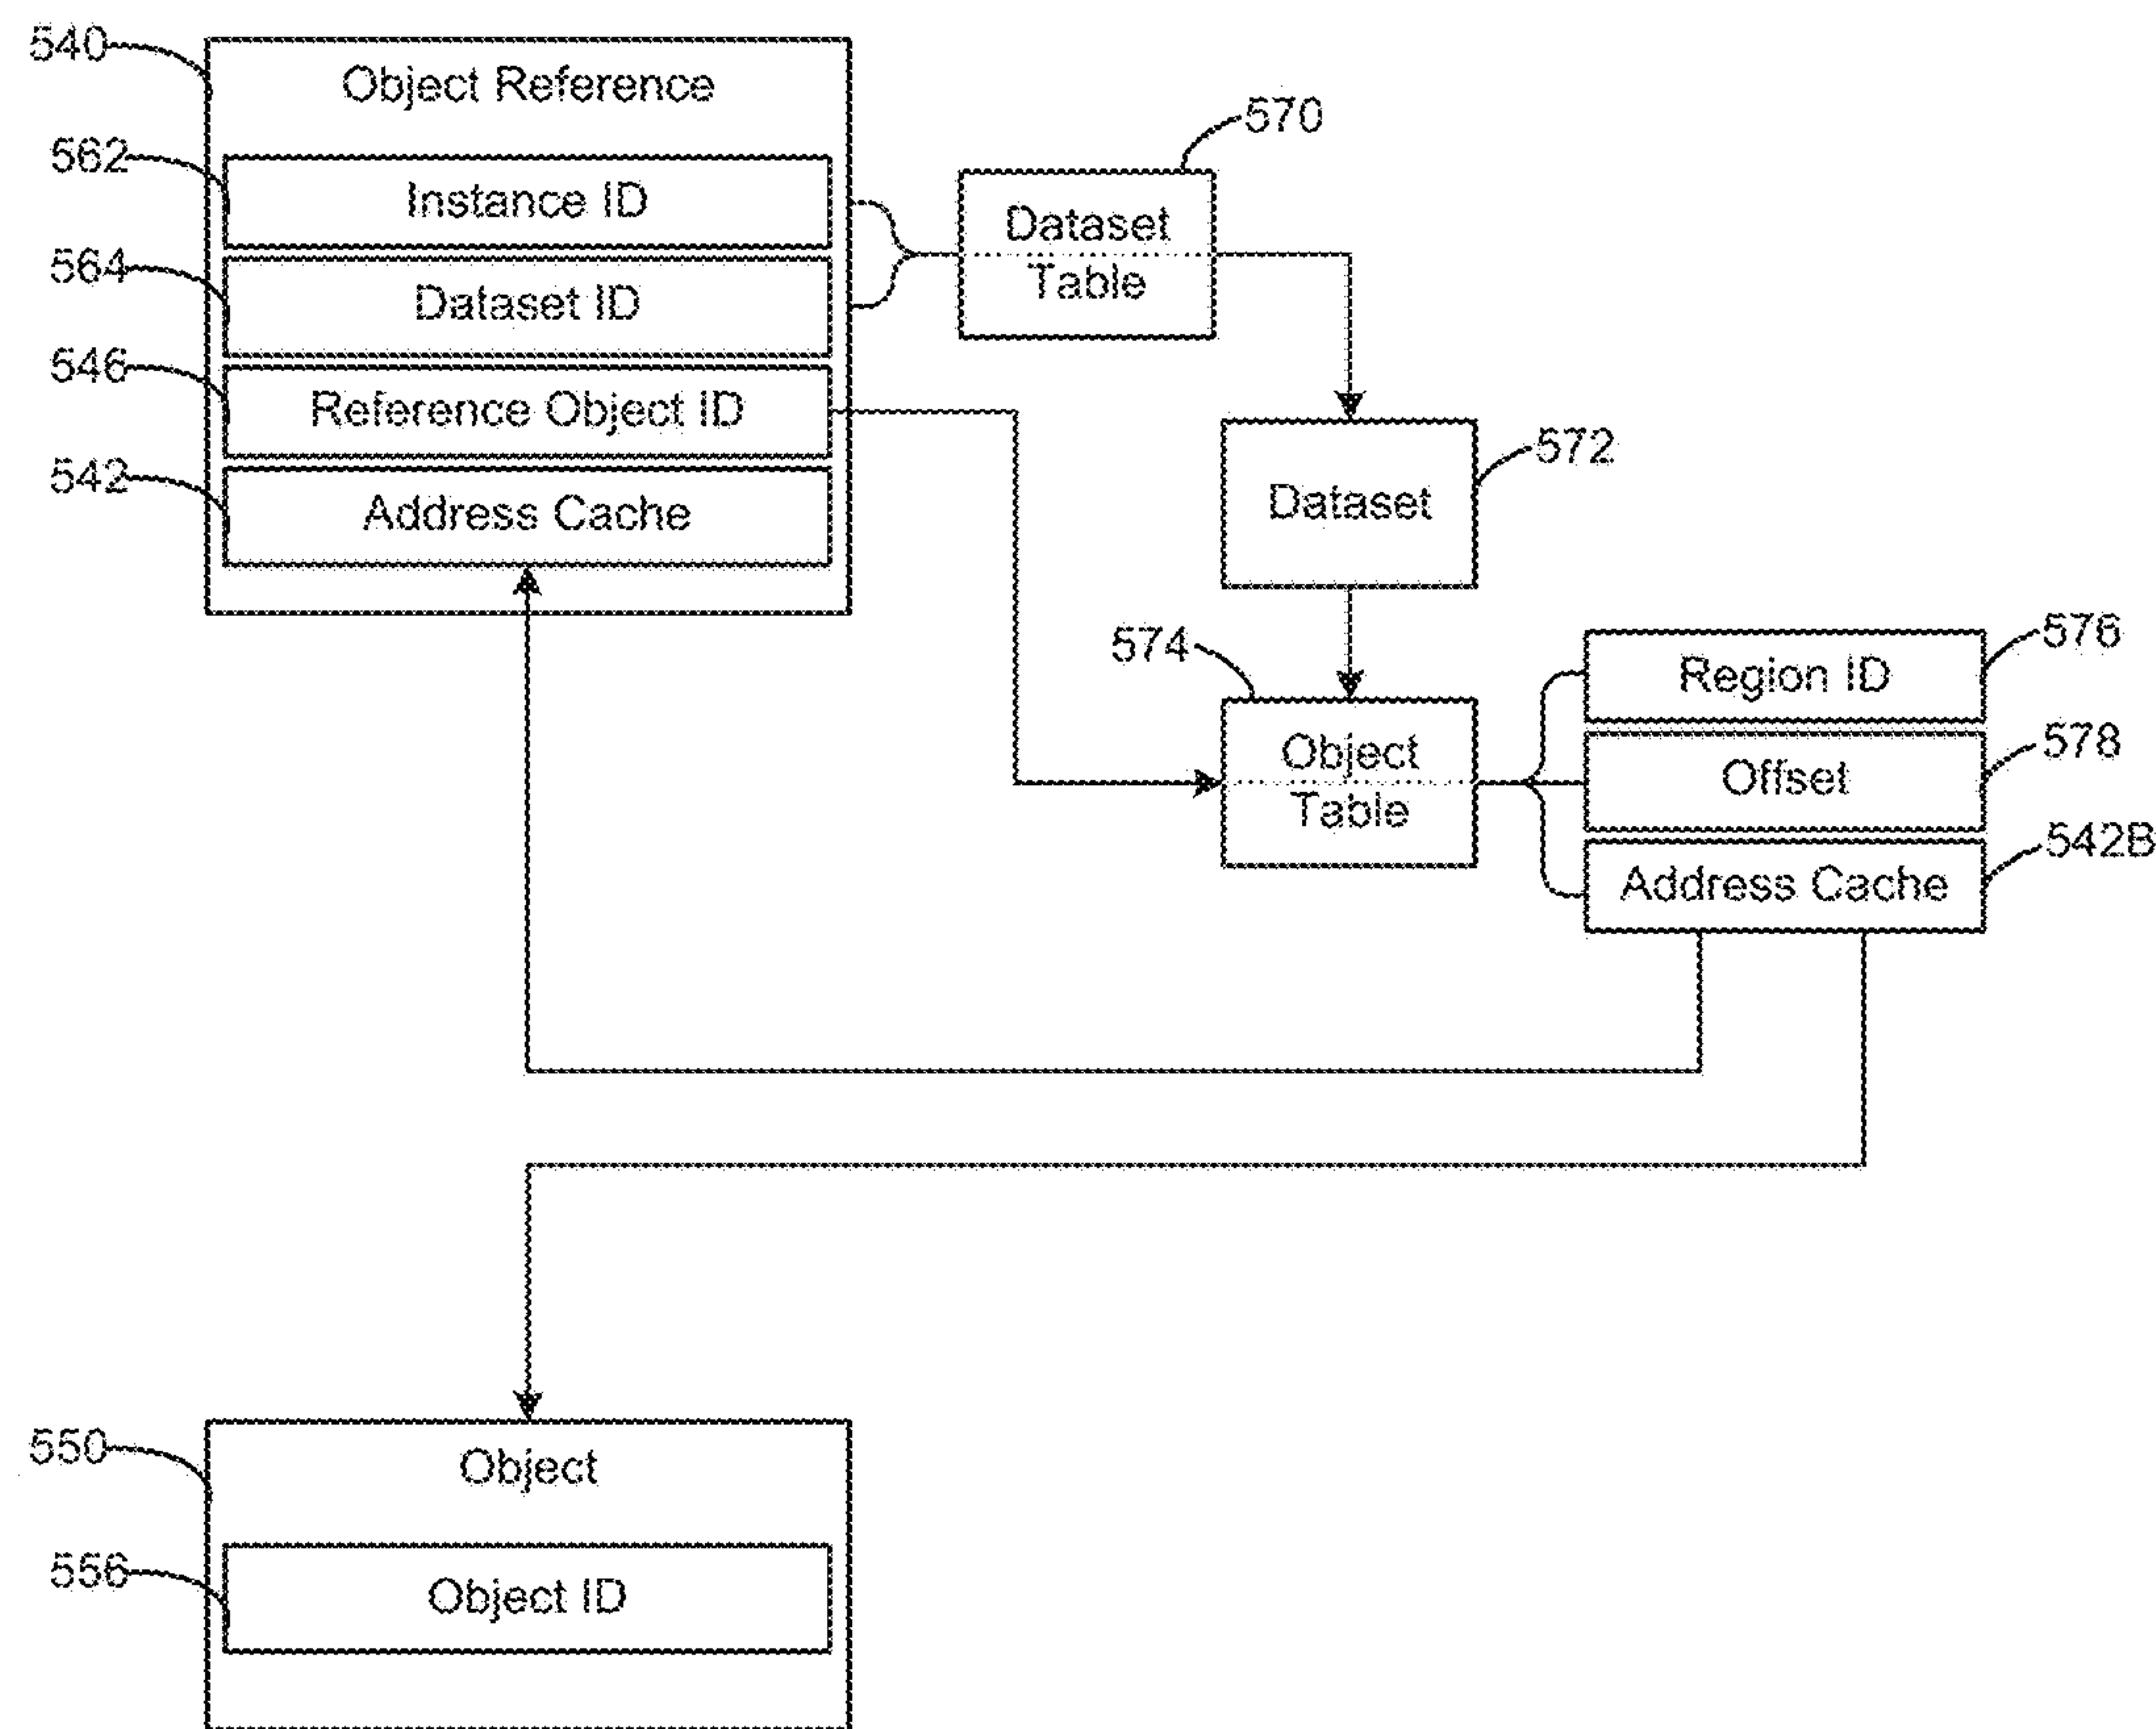 540
Object Reference
562
Instance ID
564
Dataset ID
546
Reference Object ID
542
Address Cache
570
Dataset
Table
572
Dataset
574
Object
Table
576
Region ID
578
Offset
542B
Address Cache
550
Object
556
Object ID